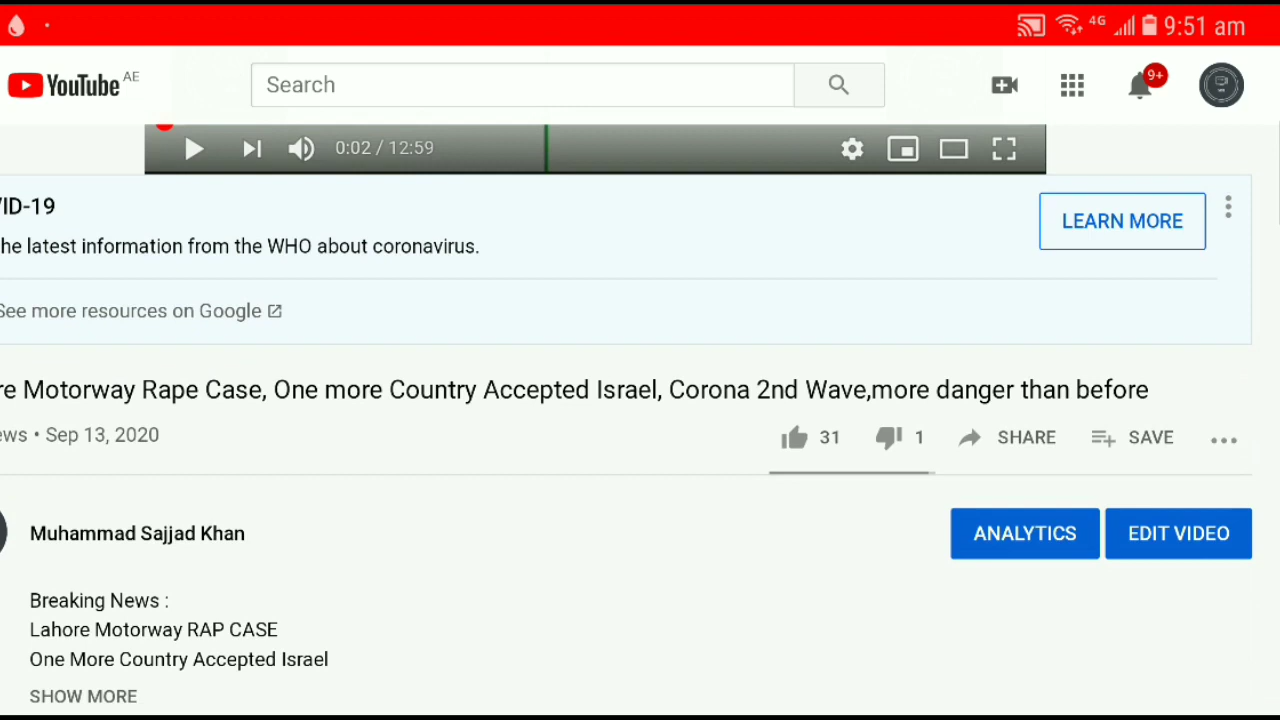 4G 9:51 am
YouTube AE
Search
9+
0:02 / 12:59
VID-19
he latest information from the WHO about coronavirus.
LEARN MORE
See more resources on Google
re Motorway Rape Case, One more Country Accepted Israel, Corona 2nd Wave,more danger than before
ews • Sep 13, 2020
31 1 SHARE SAVE
Muhammad Sajjad Khan
ANALYTICS EDIT VIDEO
Breaking News :
Lahore Motorway RAP CASE
One More Country Accepted Israel
SHOW MORE